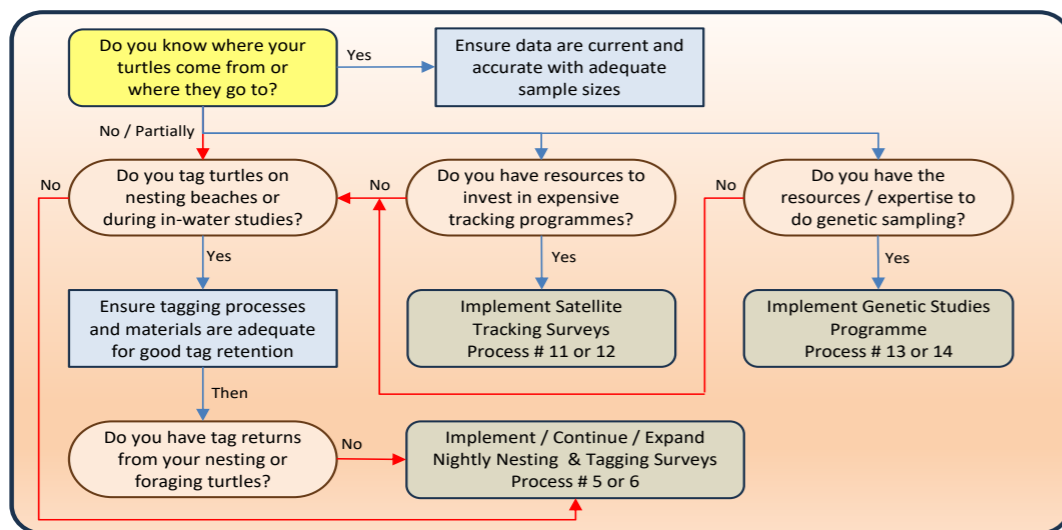 Do you know where your
turtles come from or
where they go to?
Yes
Ensure data are current and
accurate with adequate
sample sizes
No / Partially
No
Do you tag turtles on
nesting beaches or
during in-water studies?
No
Do you have resources to
invest in expensive
tracking programmes?
No
Do you have the
resources / expertise to
do genetic sampling?
Yes
Yes
Yes
Ensure tagging processes
and materials are adequate
for good tag retention
Implement Satellite
Tracking Surveys
Process # 11 or 12
Implement Genetic Studies
Programme
Process # 13 or 14
Then
Do you have tag returns
from your nesting or
foraging turtles?
No
Implement / Continue / Expand
Nightly Nesting & Tagging Surveys
Process # 5 or 6